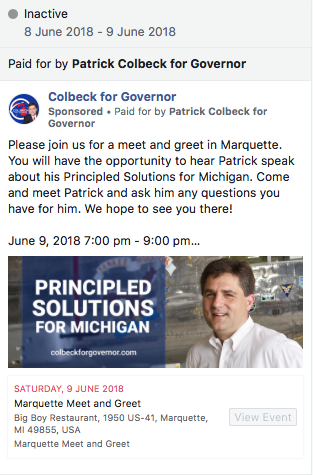 Inactive
8 June 2018 - 9 June 2018
Paid for by Patrick Colbeck for Governor
Colbeck for Governor
Sponsored • Paid for by Patrick Colbeck for
Governor
Please join us for a meet and greet in Marquette.
You will have the opportunity to hear Patrick speak
about his Principled Solutions for Michigan. Come
and meet Patrick and ask him any questions you
have for him. We hope to see you there!
June 9, 2018 7:00 pm - 9:00 pm...
PRINCIPLED
SOLUTIONS
FOR MICHIGAN
colbeckforgovernor.com
SATURDAY, 9 JUNE 2018
Marquette Meet and Greet
Big Boy Restaurant, 1950 US-41, Marquette,
MI 49855, USA
Marquette Meet and Greet
View Event